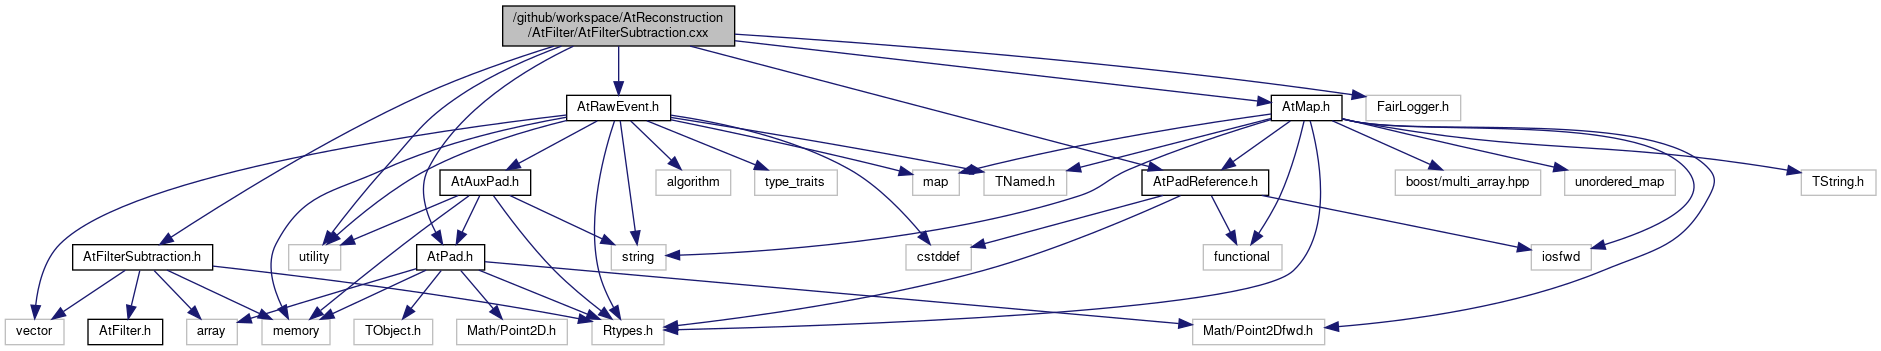 /github/workspace/AtReconstruction
/AtFilter/AtFilterSubtraction.cxx
AtRawEvent.h
AtMap.h
FairLogger.h
AtAuxPad.h
algorithm
type_traits
map
TNamed.h
AtPadReference.h
boost/multi_array.hpp
unordered_map
TString.h
AtFilterSubtraction.h
utility
AtPad.h
string
cstddef
functional
iosfwd
vector
AtFilter.h
array
memory
TObject.h
Math/Point2D.h
Rtypes.h
Math/Point2Dfwd.h